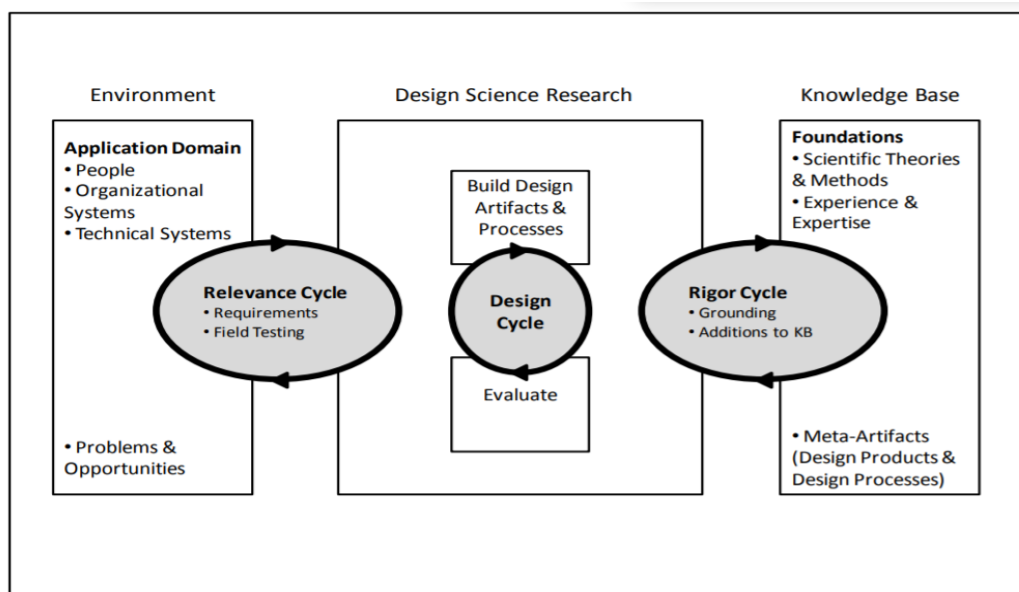 Environment
Design Science Research
Knowledge Base
Application Domain
• People
• Organizational
Systems
• Technical Systems
• Problems &
Opportunities
Relevance Cycle
• Requirements
• Field Testing
Build Design
Artifacts &
Processes
Design
Cycle
Evaluate
Rigor Cycle
• Grounding
• Additions to KB
Foundations
• Scientific Theories
& Methods
• Experience &
Expertise
• Meta-Artifacts
(Design Products &
Design Processes)